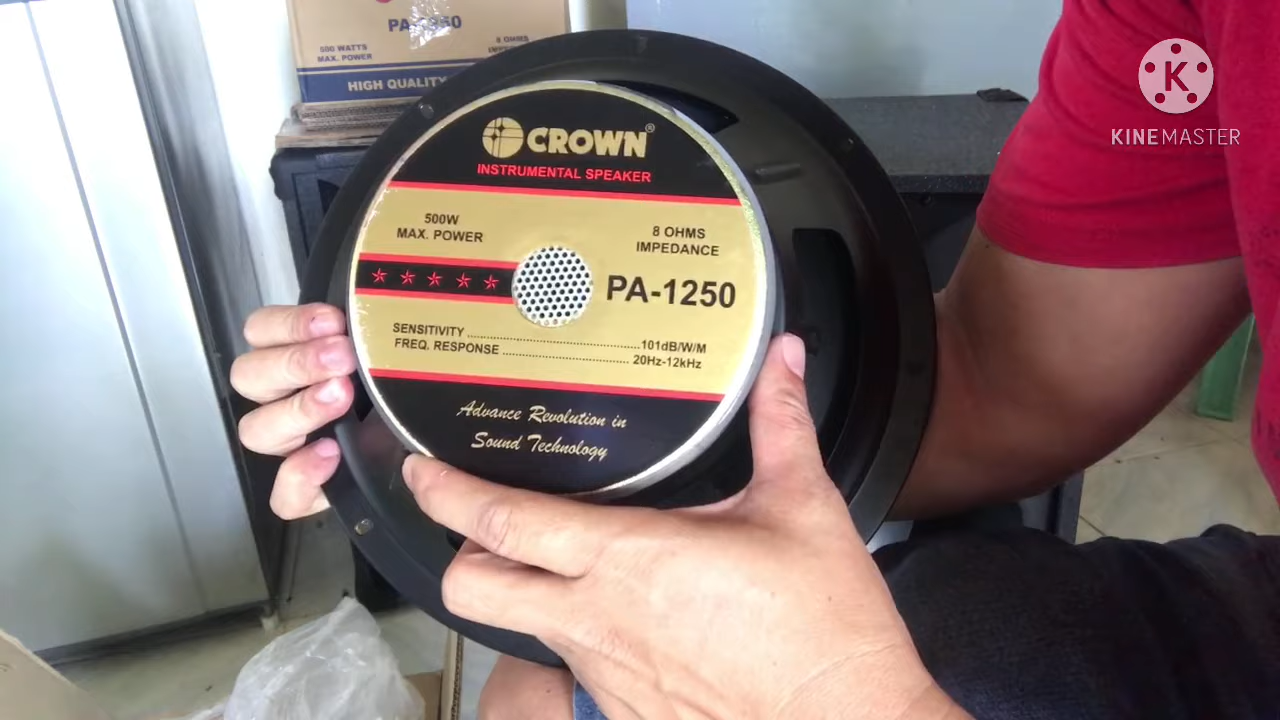 500 WATTS
MAX. POWER
8 OHMS
HIGH QUALITY
K
KINEMASTER
CROWN®
INSTRUMENTAL SPEAKER
500W
MAX. POWER
8 OHMS
IMPEDANCE
PA-1250
SENSITIVITY ........................................ 101dB/W/M
FREQ. RESPONSE ................................ 20Hz-12kHz
Advance Revolution in
Sound Technology